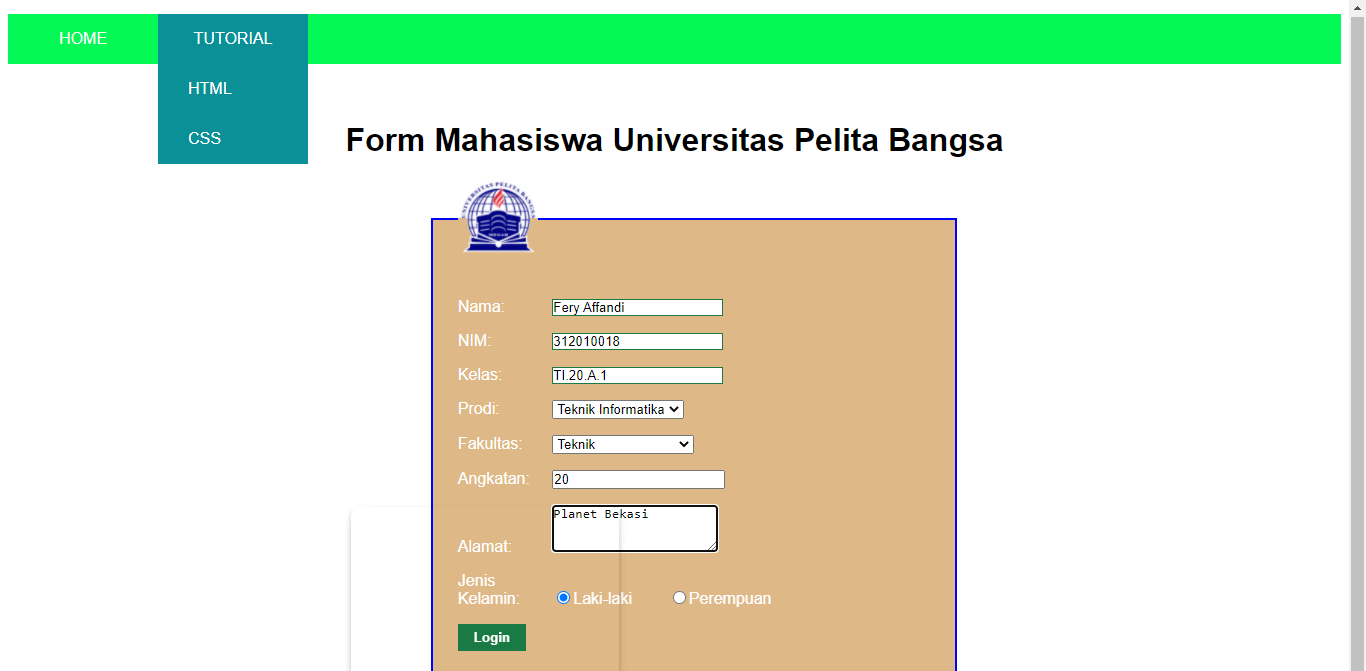 HOME TUTORIAL
HTML
CSS
Form Mahasiswa Universitas Pelita Bangsa
UNIVERSITAS PELITA BANGSA
Nama: Fery Affandi
NIM: 312010018
Kelas: TI.20.A.1
Prodi: Teknik Informatika
Fakultas: Teknik
Angkatan: 20
Planet Bekasi
Alamat:
Jenis
Kelamin: Laki-laki Perempuan
Login